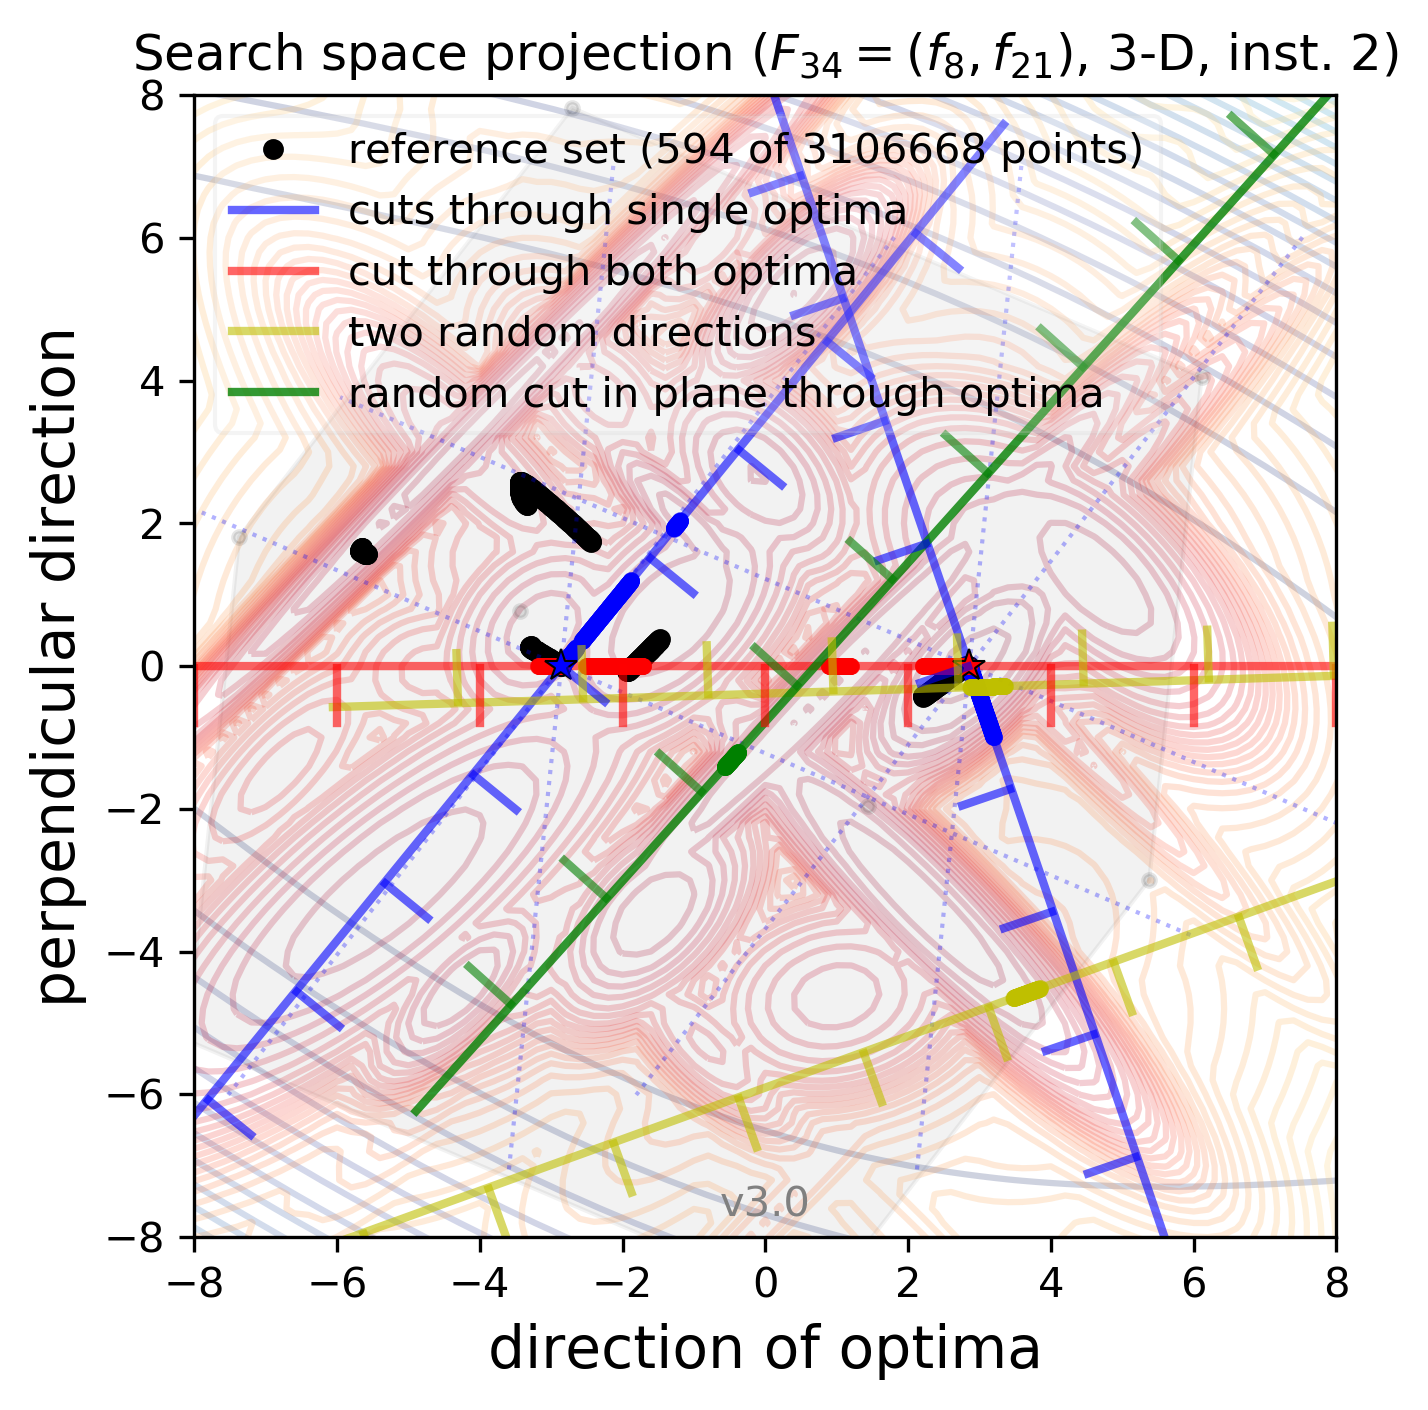 Search space projection (F34 = (f8, f21), 3-D, inst. 2)
reference set (594 of 3106668 points)
cuts through single optima
cut through both optima
two random directions
random cut in plane through optima
8
6
4
2
0
−2
−4
−6
−8
perpendicular direction
v3.0
−8 −6 −4 −2 0 2 4 6 8
direction of optima